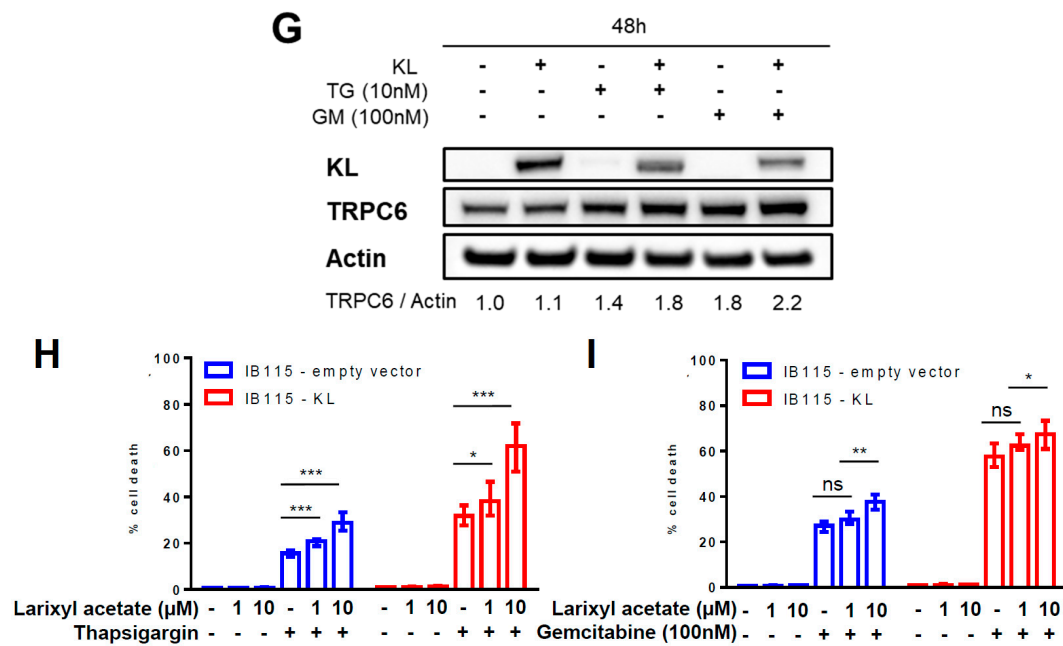 G
48h
KL - + - + - +
TG (10nM) - - + + - -
GM (100nM) - - - - + +
KL
TRPC6
Actin
TRPC6 / Actin 1.0 1.1 1.4 1.8 1.8 2.2
H
% cell death
100
80
60
40
20
0
IB115 - empty vector
IB115 - KL
*** *** * ***
Larixyl acetate (µM) - 1 10 - 1 10 - 1 10 - 1 10
Thapsigargin - - - + + + - - - + + +
I
% cell death
100
80
60
40
20
0
IB115 - empty vector
IB115 - KL
ns ** ns *
Larixyl acetate (µM) - 1 10 - 1 10 - 1 10 - 1 10
Gemcitabine (100nM) - - - + + + - - - + + +